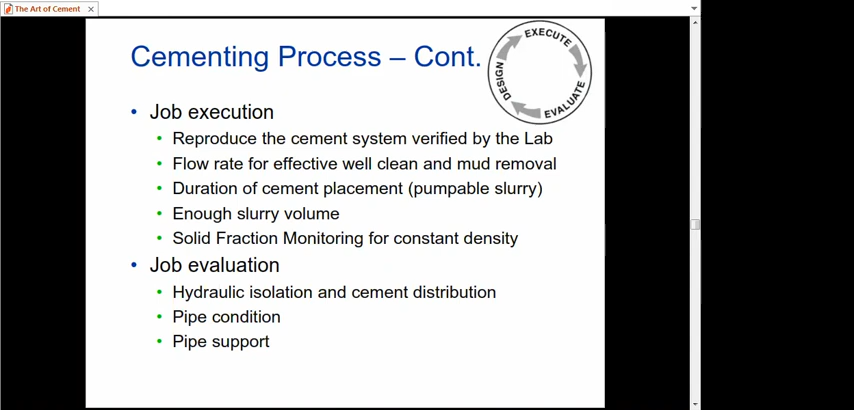 The Art of Cement
Cementing Process – Cont.
EXECUTE
EVALUATE
DESIGN
• Job execution
• Reproduce the cement system verified by the Lab
• Flow rate for effective well clean and mud removal
• Duration of cement placement (pumpable slurry)
• Enough slurry volume
• Solid Fraction Monitoring for constant density
• Job evaluation
• Hydraulic isolation and cement distribution
• Pipe condition
• Pipe support